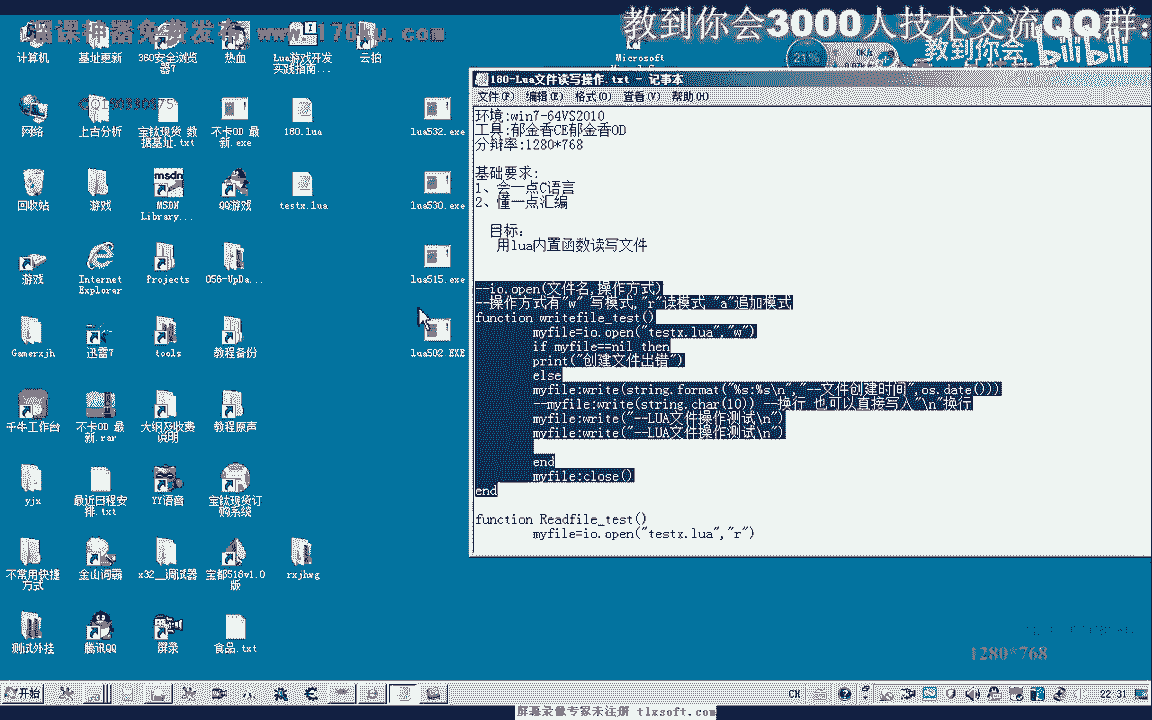 教到你会3000人技术交流QQ群:
教到你会 bilibili
免费发布 www.176ku.com
计算机
基址更新
360安全浏览器7
热血
Lua游戏开发实践指南...
云拍
Microsoft
21%
网络
上古分析
宝钛现货 数据基址.txt
不卡OD 最新.exe
180.lua
lua532.exe
回收站
游戏
MSDN Library...
QQ游戏
testx.lua
lua530.exe
游戏
Internet Explorer
Projects
056-UpDa...
lua515.exe
Gamerxjh
迅雷7
tools
教程备份
lua502 EXE
千牛工作台
不卡OD 最新.rar
大纲及收费说明
教程原声
yjx
最近日程安排.txt
YY语音
宝钛现货订购系统
不常用快捷方式
金山词霸
x32__调试器
宝都518v1.0版
rxjhwg
测试外挂
腾讯QQ
屏录
食品.txt
180-Lua文件读写操作.txt - 记事本
文件(F) 编辑(E) 格式(O) 查看(V) 帮助(H)
环境:win7-64VS2010
工具:郁金香CE郁金香OD
分辩率:1280*768
基础要求:
1、会一点C语言
2、懂一点汇编
目标:
用lua内置函数读写文件
--io.open(文件名,操作方式)
--操作方式有"w" 写模式,"r"读模式 "a"追加模式
function writefile_test()
myfile=io.open("testx.lua","w")
if myfile==nil then
print("创建文件出错")
else
myfile:write(string.format("%s:%s\n","--文件创建时间",os.date()))
--myfile:write(string.char(10)) --换行 也可以直接写入"\n"换行
myfile:write("--LUA文件操作测试\n")
myfile:write("--LUA文件操作测试\n")
end
myfile:close()
end
function Readfile_test()
myfile=io.open("testx.lua","r")
1280*768
开始
CH
22:31
屏幕录像专家未注册 tlxsoft.com